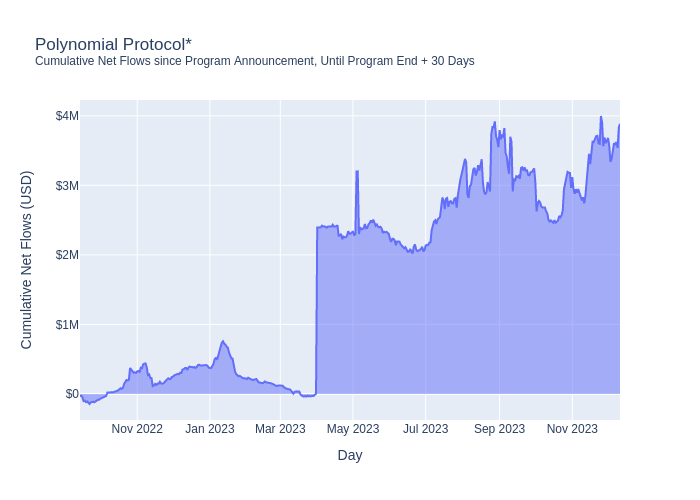 Polynomial Protocol*
Cumulative Net Flows since Program Announcement, Until Program End + 30 Days
Cumulative Net Flows (USD)
$4M
$3M
$2M
$1M
$0
Nov 2022 Jan 2023 Mar 2023 May 2023 Jul 2023 Sep 2023 Nov 2023
Day